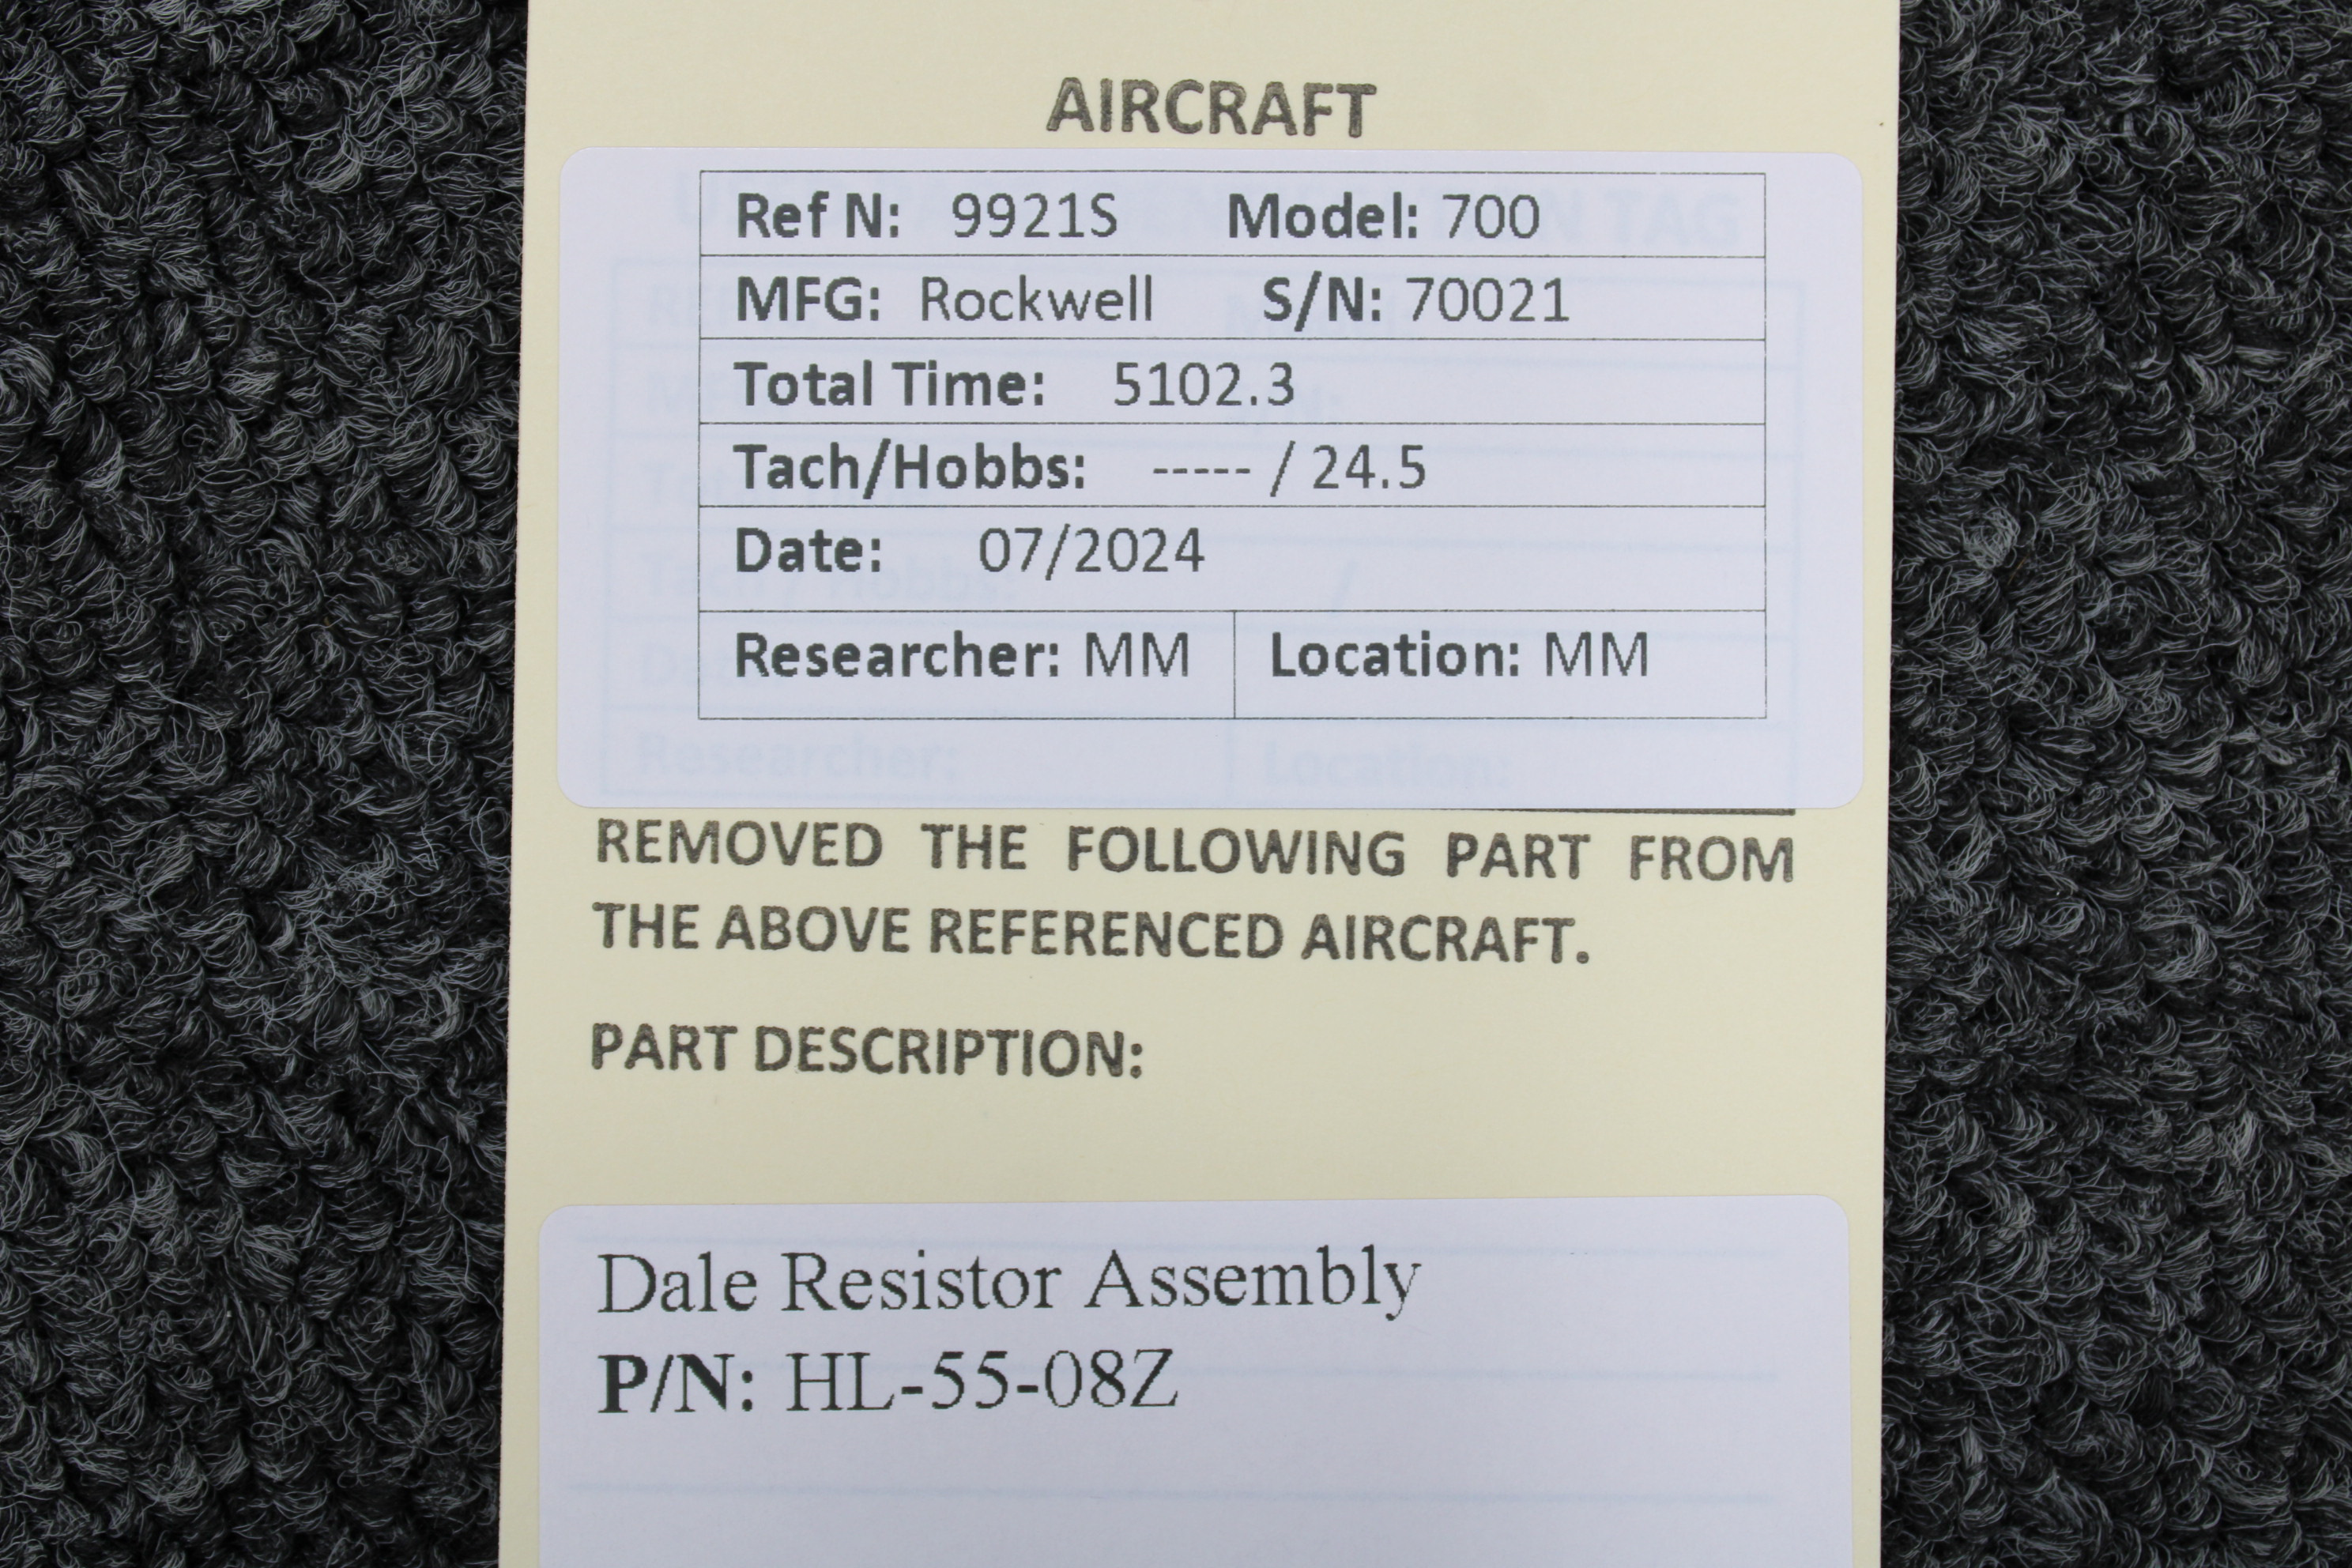 AIRCRAFT
Ref N: 9921S Model: 700
MFG: Rockwell S/N: 70021
Total Time: 5102.3
Tach/Hobbs: ----- / 24.5
Date: 07/2024
Researcher: MM Location: MM
Researcher: Location:
REMOVED THE FOLLOWING PART FROM
THE ABOVE REFERENCED AIRCRAFT.
PART DESCRIPTION:
Dale Resistor Assembly
P/N: HL-55-08Z